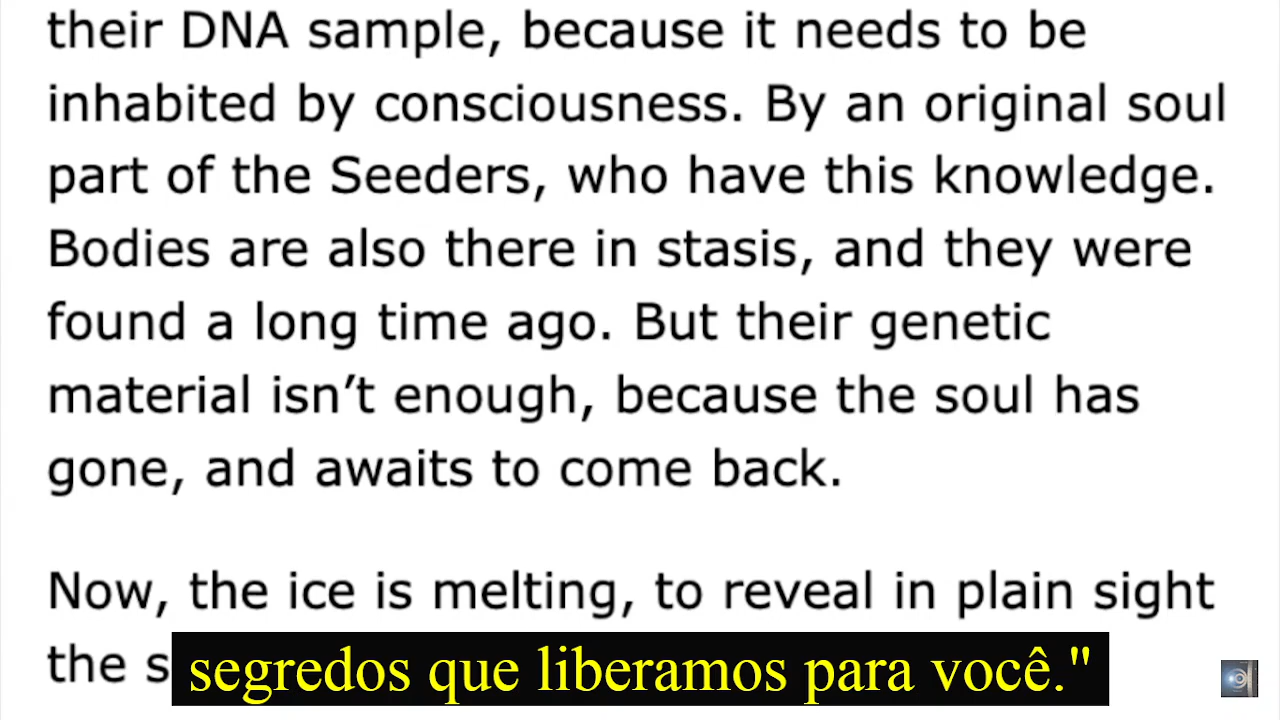 their DNA sample, because it needs to be
inhabited by consciousness. By an original soul
part of the Seeders, who have this knowledge.
Bodies are also there in stasis, and they were
found a long time ago. But their genetic
material isn’t enough, because the soul has
gone, and awaits to come back.
Now, the ice is melting, to reveal in plain sight
the s
segredos que liberamos para você."